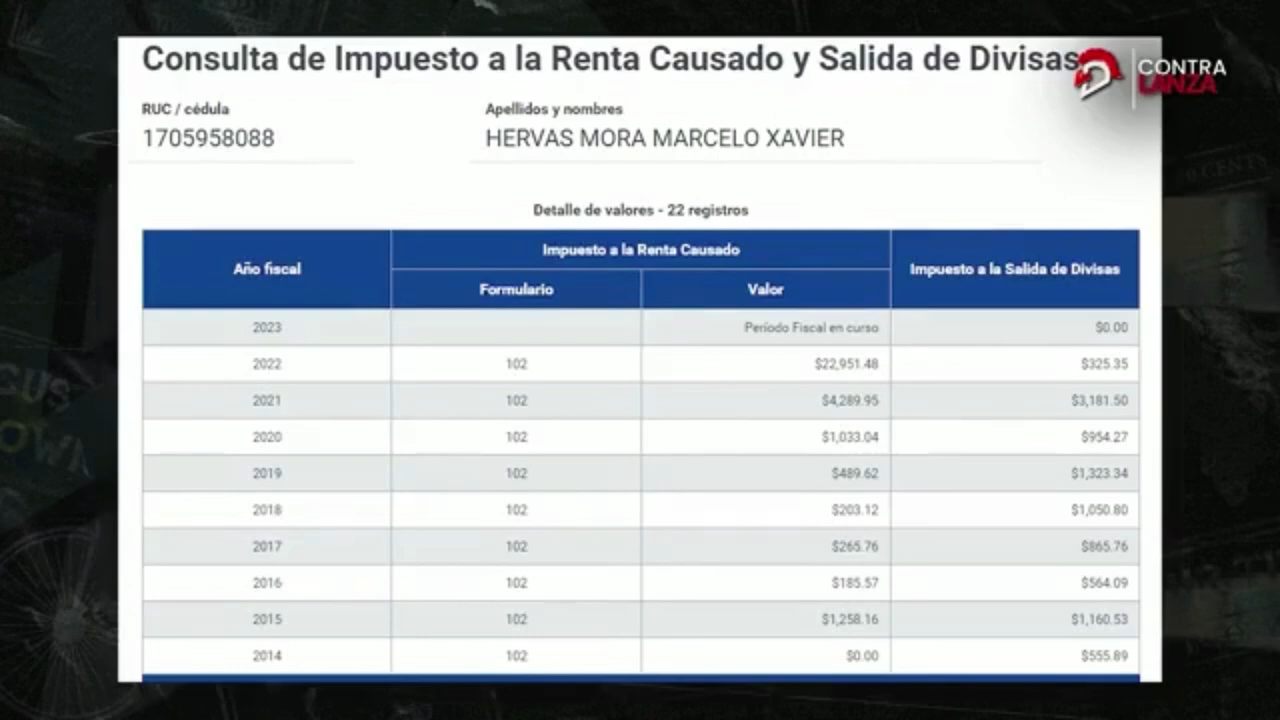 Consulta de Impuesto a la Renta Causado y Salida de Divisas
CONTRA
LANZA
RUC / cédula
Apellidos y nombres
1705958088
HERVAS MORA MARCELO XAVIER
Detalle de valores - 22 registros
Año fiscal
Impuesto a la Renta Causado
Impuesto a la Salida de Divisas
Formulario
Valor
2023 Período Fiscal en curso $0.00
2022 102 $22,951.48 $325.35
2021 102 $4,289.95 $3,181.50
2020 102 $1,033.04 $954.27
2019 102 $489.62 $1,323.34
2018 102 $203.12 $1,050.80
2017 102 $265.76 $865.76
2016 102 $185.57 $564.09
2015 102 $1,258.16 $1,160.53
2014 102 $0.00 $555.89